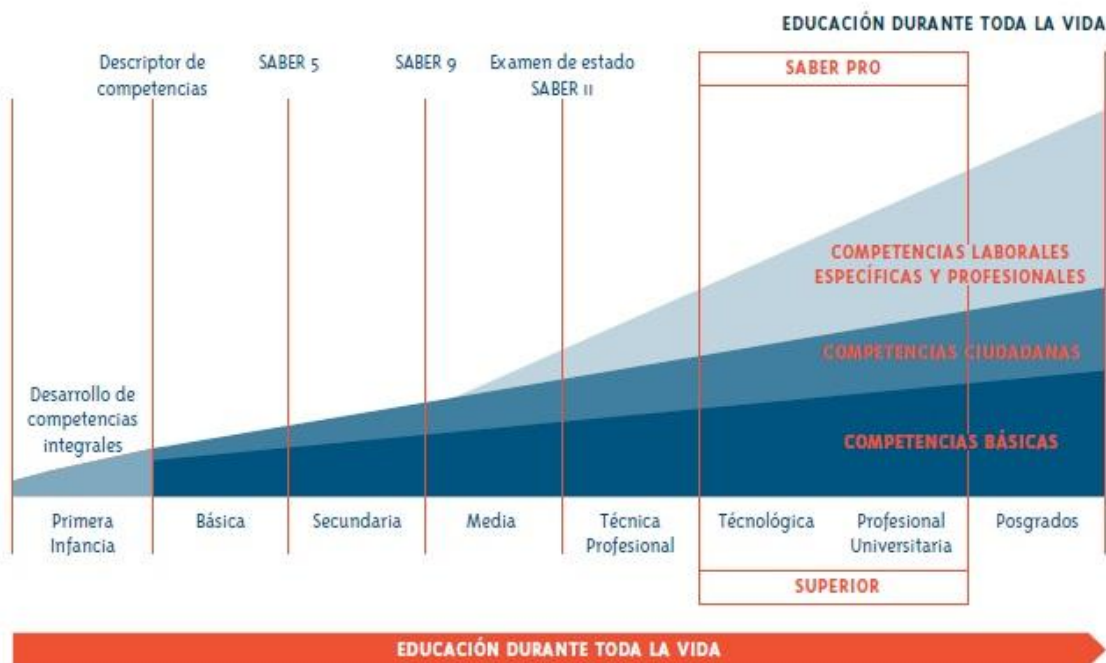 EDUCACIÓN DURANTE TODA LA VIDA
Descriptor de
competencias
SABER 5
SABER 9
Examen de estado
SABER 11
SABER PRO
COMPETENCIAS LABORALES
ESPECÍFICAS Y PROFESIONALES
COMPETENCIAS CIUDADANAS
COMPETENCIAS BÁSICAS
Desarrollo de
competencias
integrales
Primera
Infancia
Básica
Secundaria
Media
Técnica
Profesional
Técnológica
Profesional
Universitaria
Posgrados
SUPERIOR
EDUCACIÓN DURANTE TODA LA VIDA